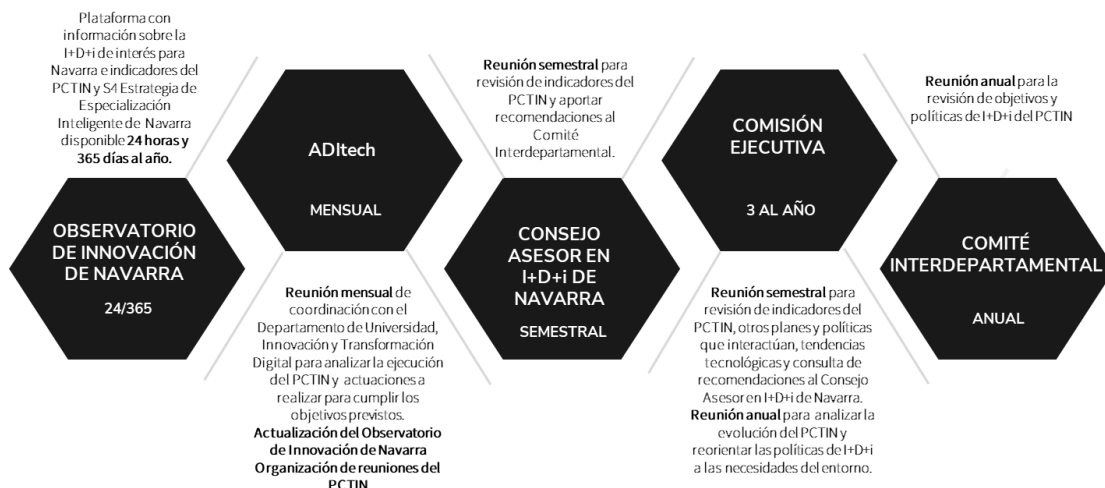 Plataforma con
información sobre la
I+D+i de interés para
Navarra e indicadores del
PCTIN y S4 Estrategia de
Especialización
Inteligente de Navarra
disponible 24 horas y
365 días al año.
OBSERVATORIO
DE INNOVACIÓN
DE NAVARRA
24/365
ADItech
MENSUAL
Reunión mensual de
coordinación con el
Departamento de Universidad,
Innovación y Transformación
Digital para analizar la ejecución
del PCTIN y actuaciones a
realizar para cumplir los
objetivos previstos.
Actualización del Observatorio
de Innovación de Navarra
Organización de reuniones del
PCTIN
Reunión semestral para
revisión de indicadores del
PCTIN y aportar
recomendaciones al
Comité
Interdepartamental.
CONSEJO
ASESOR EN
I+D+i DE
NAVARRA
SEMESTRAL
COMISIÓN
EJECUTIVA
3 AL AÑO
Reunión semestral para
revisión de indicadores del
PCTIN, otros planes y políticas
que interactúan, tendencias
tecnológicas y consulta de
recomendaciones al Consejo
Asesor en I+D+i de Navarra.
Reunión anual para analizar la
evolución del PCTIN y
reorientar las políticas de I+D+i
a las necesidades del entorno.
Reunión anual para la
revisión de objetivos y
políticas de I+D+i del PCTIN
COMITÉ
INTERDEPARTAMENTAL
ANUAL